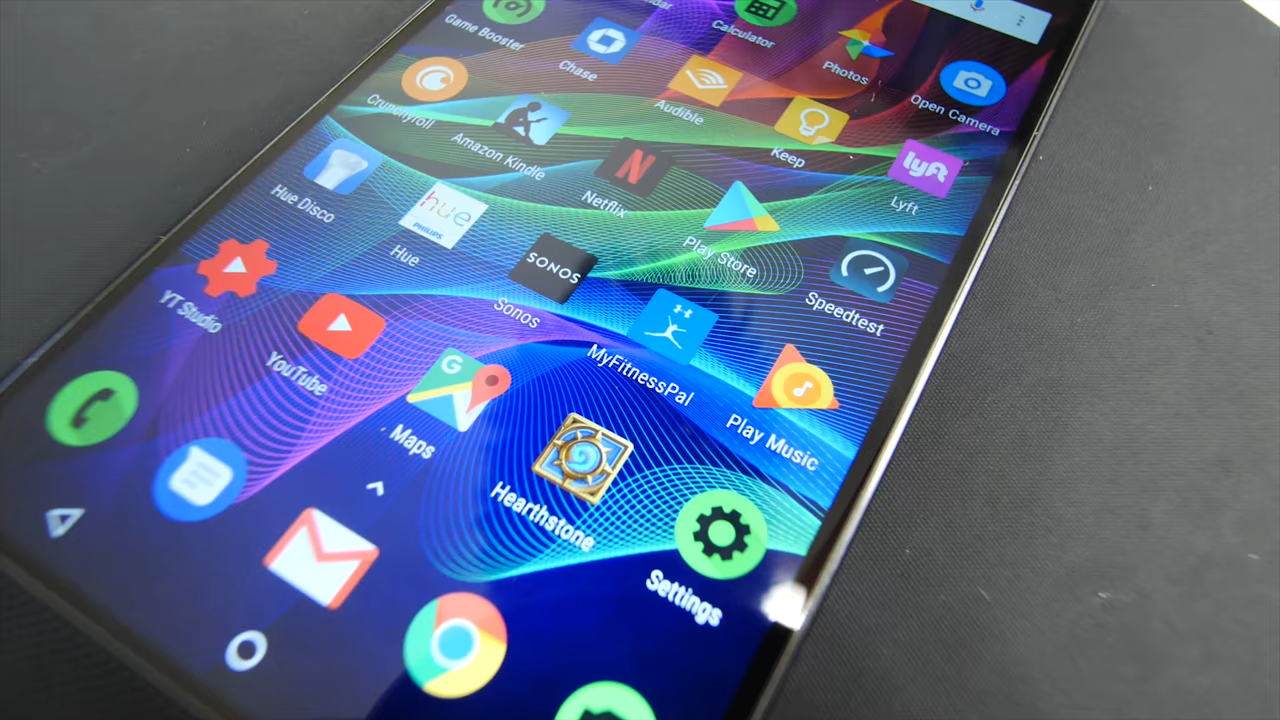 Game Booster
Calculator
Chase
Photos
Open Camera
Crunchyroll
Audible
Amazon Kindle
Keep
lyft
Lyft
Hue Disco
hue
PHILIPS
Hue
Netflix
N
Play Store
SONOS
Sonos
Speedtest
YT Studio
YouTube
MyFitnessPal
G
Maps
Play Music
Hearthstone
Settings